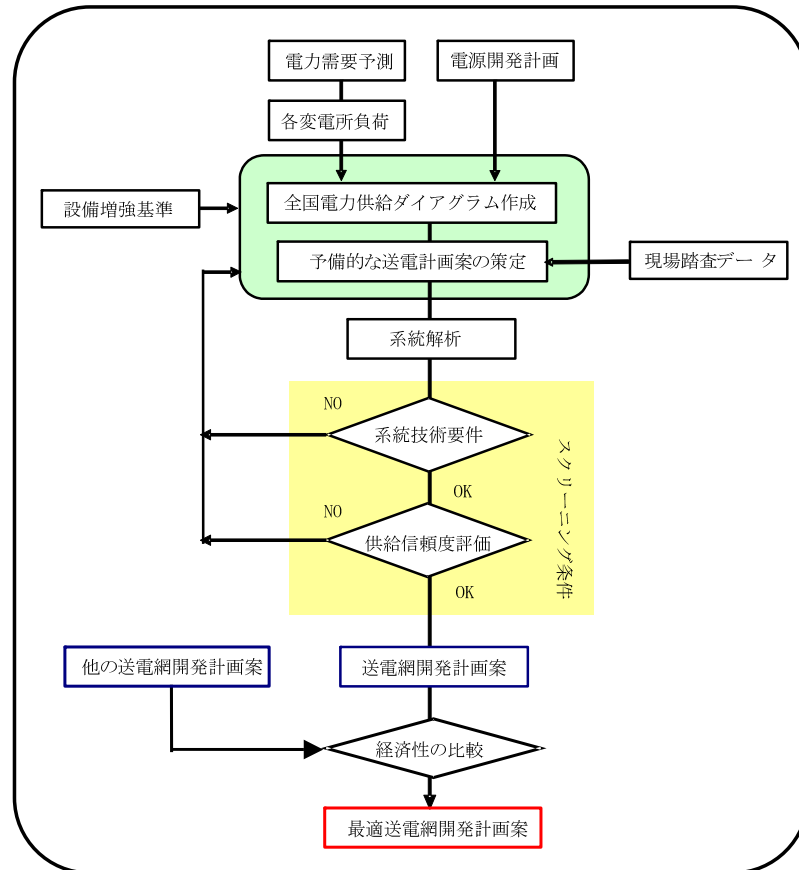 電力需要予測
電源開発計画
各変電所負荷
設備増強基準
全国電力供給ダイアグラム作成
予備的な送電計画案の策定
現場踏査データ
系統解析
NO
系統技術要件
OK
スクリーニング条件
NO
供給信頼度評価
OK
他の送電網開発計画案
送電網開発計画案
経済性の比較
最適送電網開発計画案